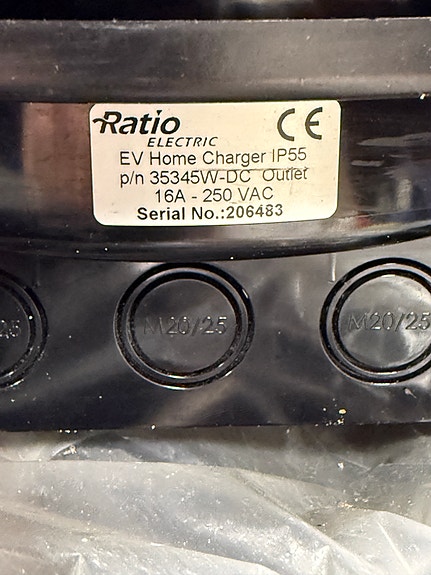 Ratio
ELECTRIC
CE
EV Home Charger IP55
p/n 35345W-DC Outlet
16A - 250 VAC
Serial No.:206483
M20/25
M20/25